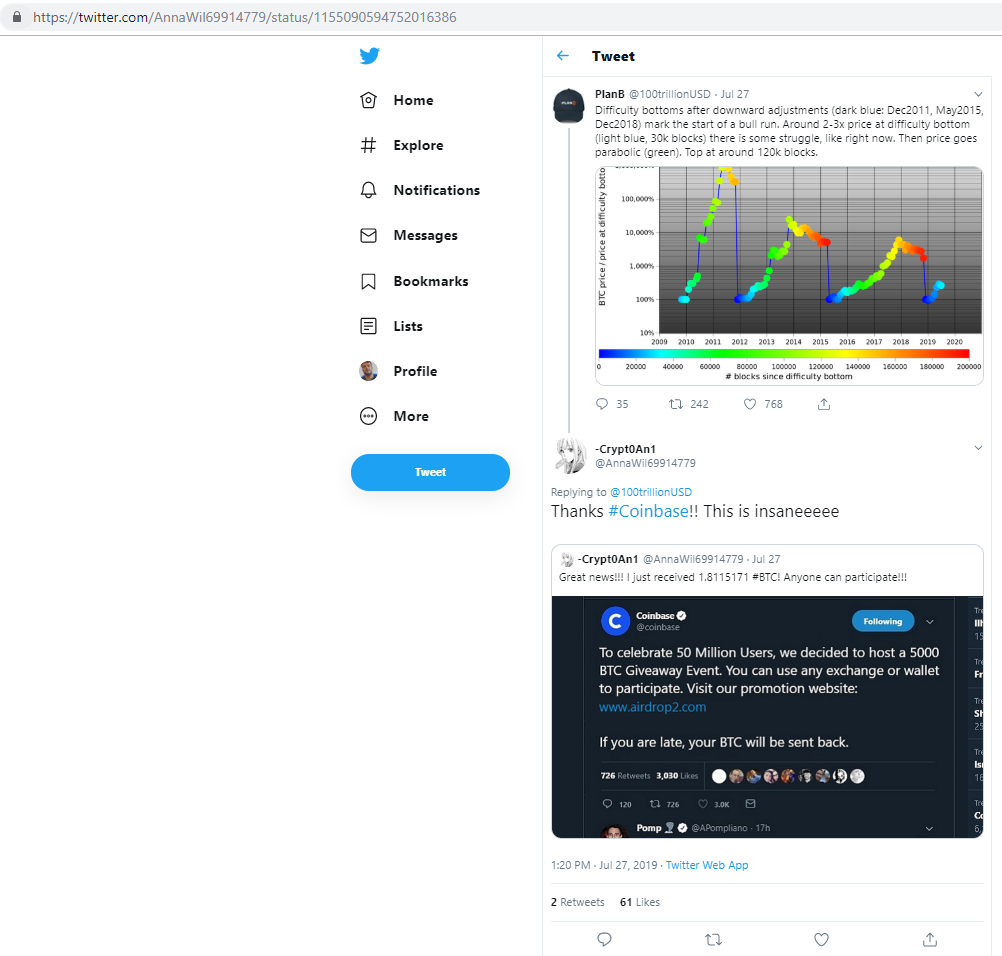 https://twitter.com/AnnaWil69914779/status/1155090594752016386
Home
Explore
Notifications
Messages
Bookmarks
Lists
Profile
More
Tweet
Tweet
PlanB @100trillionUSD · Jul 27
Difficulty bottoms after downward adjustments (dark blue: Dec2011, May2015,
Dec2018) mark the start of a bull run. Around 2-3x price at difficulty bottom
(light blue, 30k blocks) there is some struggle, like right now. Then price goes
parabolic (green). Top at around 120k blocks.
BTC price / price at difficulty botto
100,000%
10,000%
1,000%
100%
10%
2009 2010 2011 2012 2013 2014 2015 2016 2017 2018 2019 2020
0 20000 40000 60000 80000 100000 120000 140000 160000 180000 200000
# blocks since difficulty bottom
35 242 768
-Crypt0An1
@AnnaWil69914779
Replying to @100trillionUSD
Thanks #Coinbase!! This is insaneeeee
-Crypt0An1 @AnnaWil69914779 · Jul 27
Great news!!! I just received 1.8115171 #BTC! Anyone can participate!!!
Coinbase
@coinbase
Following
To celebrate 50 Million Users, we decided to host a 5000
BTC Giveaway Event. You can use any exchange or wallet
to participate. Visit our promotion website:
www.airdrop2.com
If you are late, your BTC will be sent back.
726 Retweets 3,030 Likes
120 726 3.0K
Pomp @APompliano · 17h
1:20 PM · Jul 27, 2019 · Twitter Web App
2 Retweets 61 Likes